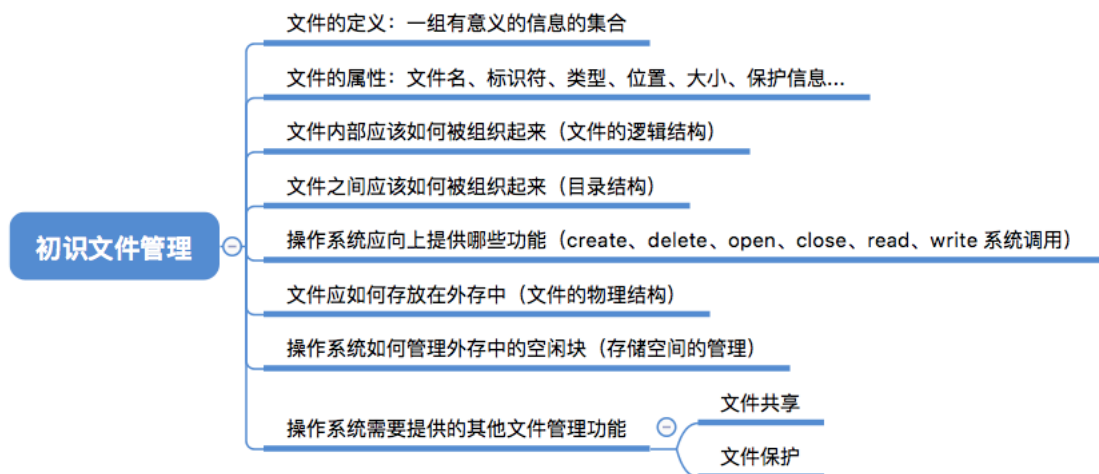 文件的定义：一组有意义的信息的集合
文件的属性：文件名、标识符、类型、位置、大小、保护信息...
文件内部应该如何被组织起来（文件的逻辑结构）
文件之间应该如何被组织起来（目录结构）
初识文件管理
操作系统应向上提供哪些功能（create、delete、open、close、read、write 系统调用）
文件应如何存放在外存中（文件的物理结构）
操作系统如何管理外存中的空闲块（存储空间的管理）
操作系统需要提供的其他文件管理功能
文件共享
文件保护